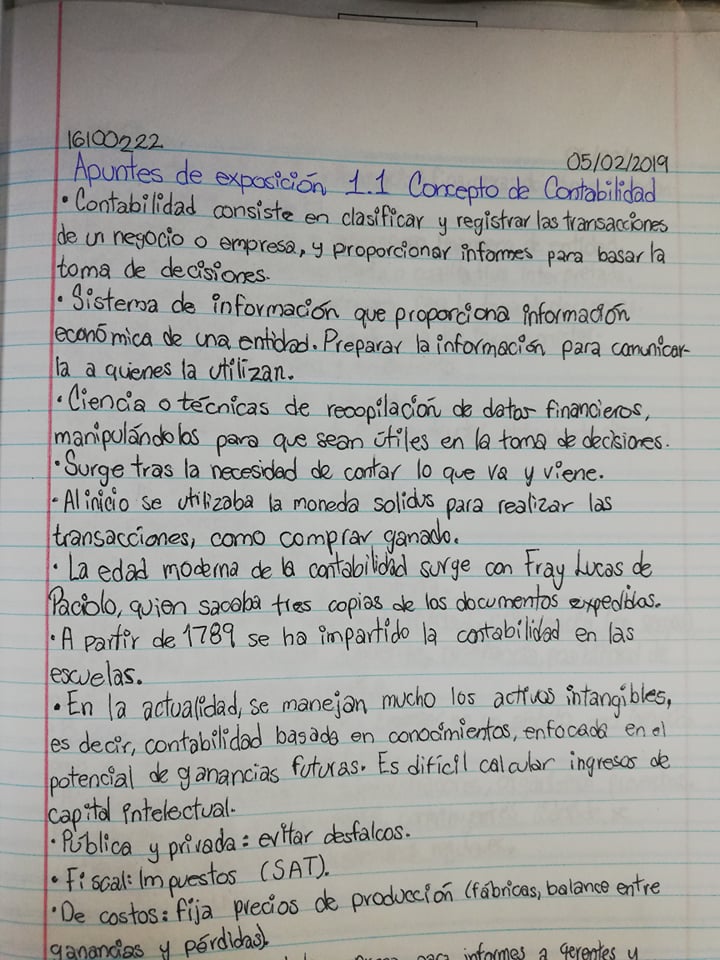 16100222
05/02/2019
Apuntes de exposición 1.1 Concepto de Contabilidad
• Contabilidad consiste en clasificar y registrar las transacciones
de un negocio o empresa, y proporcionar informes para basar la
toma de decisiones.
• Sistema de información que proporciona información
económica de una entidad. Preparar la información para comunicar-
la a quienes la utilizan.
• Ciencia o técnicas de recopilación de datos financieros,
manipulándolos para que sean útiles en la toma de decisiones.
• Surge tras la necesidad de contar lo que va y viene.
• Al inicio se utilizaba la moneda solidus para realizar las
transacciones, como comprar ganado.
• La edad moderna de la contabilidad surge con Fray Lucas de
Paciolo, quien sacaba tres copias de los documentos expedidos.
• A partir de 1789 se ha impartido la contabilidad en las
escuelas.
• En la actualidad, se manejan mucho los activos intangibles,
es decir, contabilidad basada en conocimientos, enfocada en el
potencial de ganancias futuras. Es difícil calcular ingresos de
capital intelectual.
• Pública y privada: evitar desfalcos.
• Fiscal: Impuestos (SAT).
• De costos: fija precios de producción (fábricas, balance entre
ganancias y pérdidas).
para informes a gerentes y